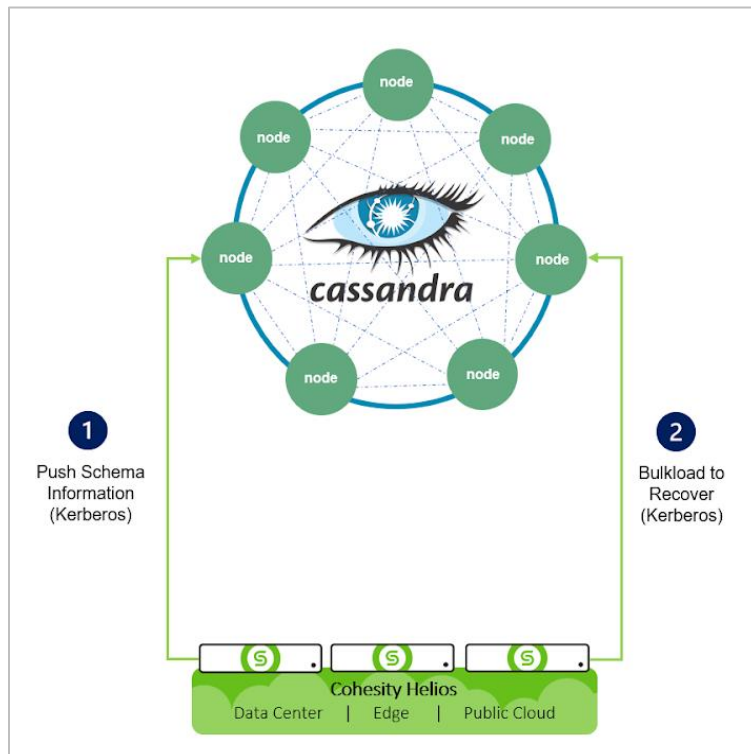 node
node
node
node
node
cassandra
node
node
1
Push Schema
Information
(Kerberos)
2
Bulkload to
Recover
(Kerberos)
Cohesity Helios
Data Center | Edge | Public Cloud